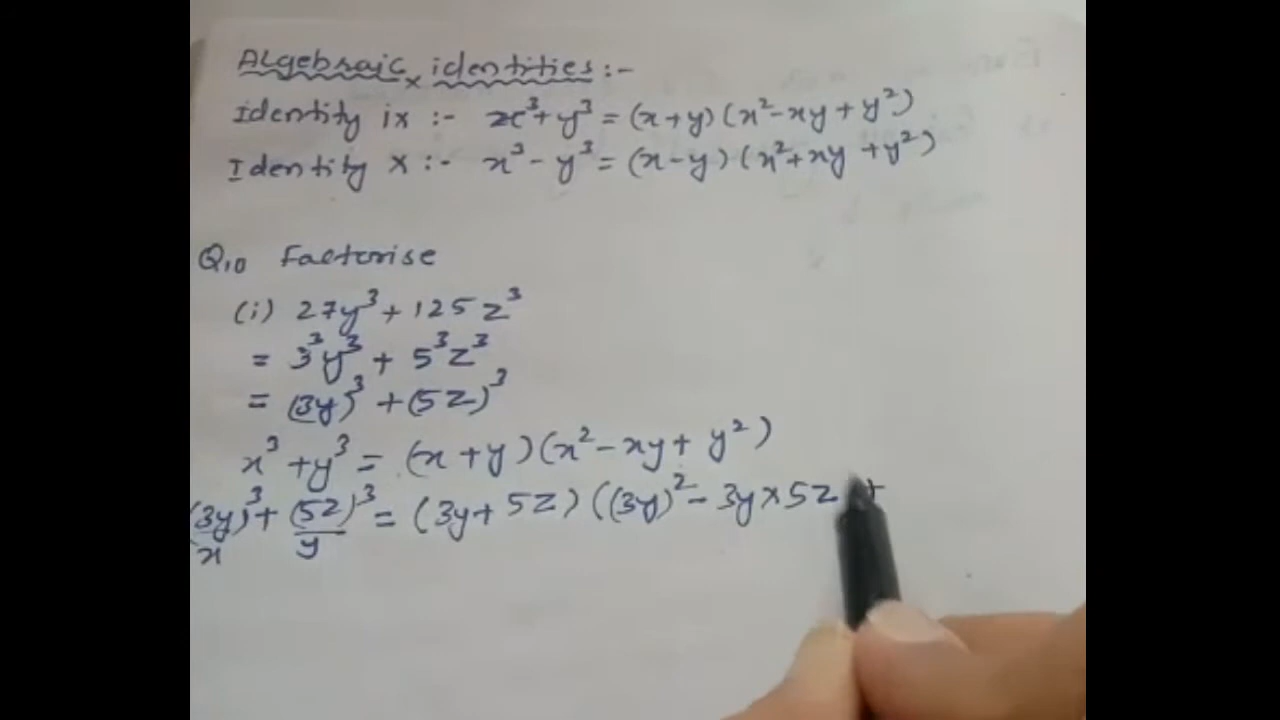 Algebraic identities :-
Identity ix :- x³ + y³ = (x + y) (x² - xy + y²)
Identity x :- x³ - y³ = (x - y) (x² + xy + y²)
Q10 Factorise
(i) 27y³ + 125 z³
= 3³y³ + 5³z³
= (3y)³ + (5z)³
x³ + y³ = (x + y) (x² - xy + y²)
(3y)³ + (5z)³ = (3y + 5z) ((3y)² - 3y × 5z +
x y